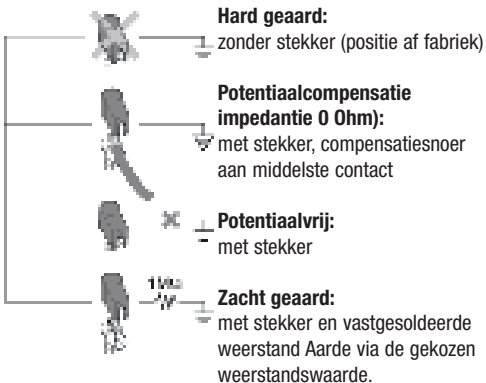 Hard geaard:
zonder stekker (positie af fabriek)
Potentiaalcompensatie
impedantie 0 Ohm):
met stekker, compensatiesnoer
aan middelste contact
Potentiaalvrij:
met stekker
Zacht geaard:
met stekker en vastgesoldeerde
weerstand Aarde via de gekozen
weerstandswaarde.